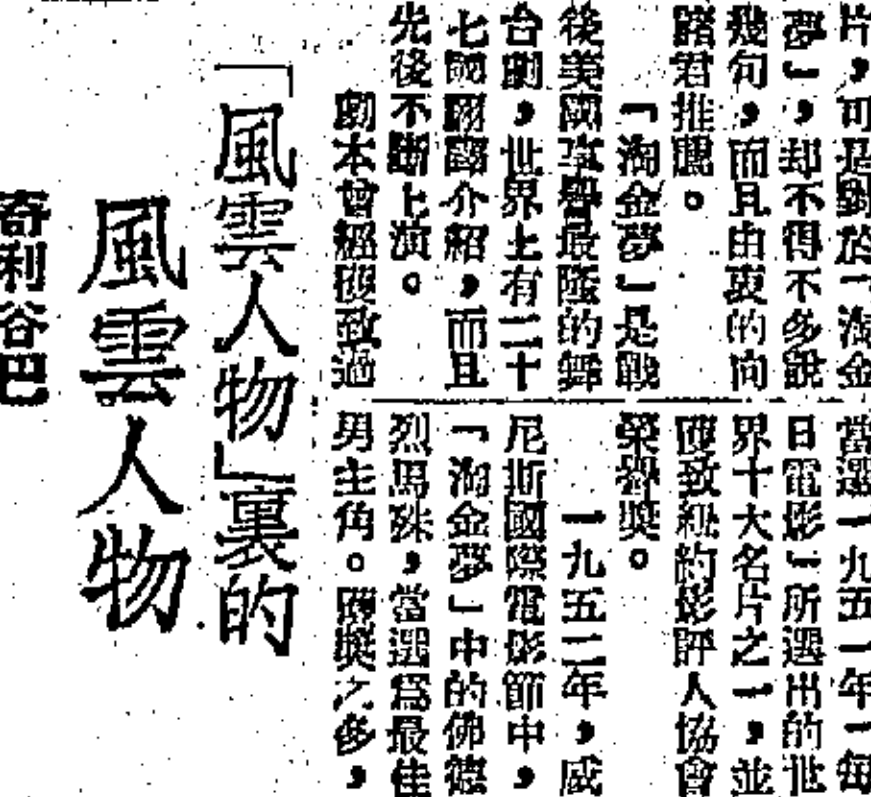 片，可是對於「淘金
夢」，却不得不多說
幾句，而且由衷的向
諸君推薦。
「淘金夢」是戰
後美國享譽最隆的舞
台劇，世界上有二十
七國翻譯介紹，而且
先後不斷上演。
劇本曾經獲致過
當選一九五一年「每
日電影」所選出的世
界十大名片之一，並
獲致紐約影評人協會
榮譽獎。
一九五二年，威
尼斯國際電影節中，
「淘金夢」中的佛德
烈馬殊，當選爲最佳
男主角。獲獎之多，
「風雲人物」裏的
風雲人物
奇利谷巴